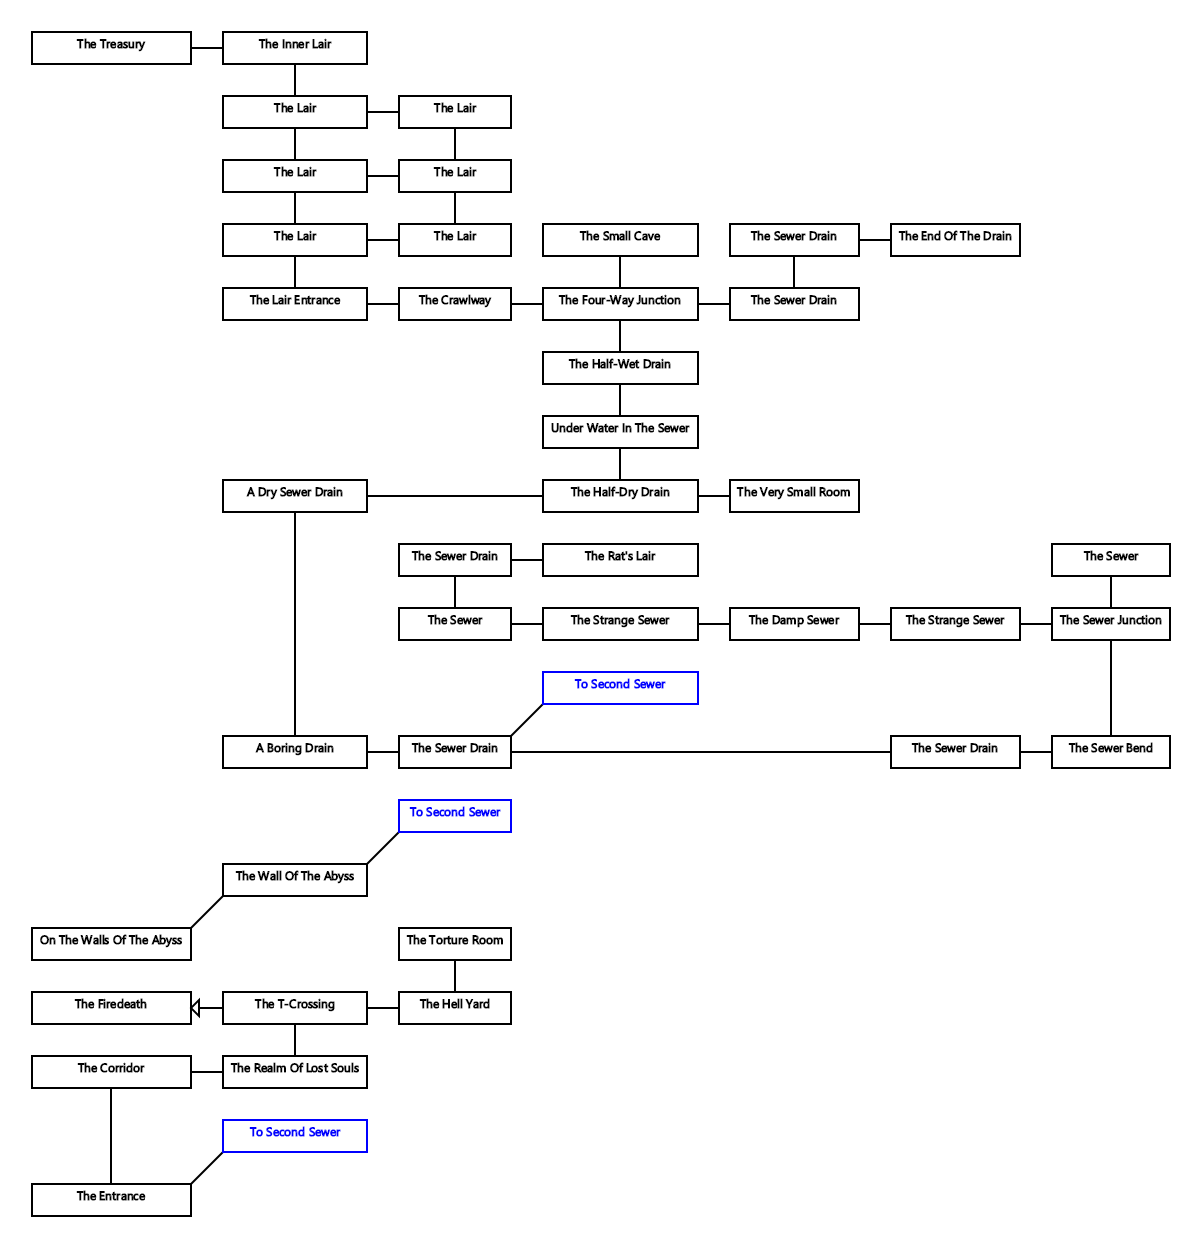 The Treasury
The Inner Lair
The Lair
The Lair
The Lair
The Lair
The Lair
The Lair
The Small Cave
The Sewer Drain
The End Of The Drain
The Lair Entrance
The Crawlway
The Four-Way Junction
The Sewer Drain
The Half-Wet Drain
Under Water In The Sewer
A Dry Sewer Drain
The Half-Dry Drain
The Very Small Room
The Sewer Drain
The Rat's Lair
The Sewer
The Sewer
The Strange Sewer
The Damp Sewer
The Strange Sewer
The Sewer Junction
To Second Sewer
A Boring Drain
The Sewer Drain
The Sewer Drain
The Sewer Bend
To Second Sewer
The Wall Of The Abyss
On The Walls Of The Abyss
The Torture Room
The Firedeath
The T-Crossing
The Hell Yard
The Corridor
The Realm Of Lost Souls
To Second Sewer
The Entrance